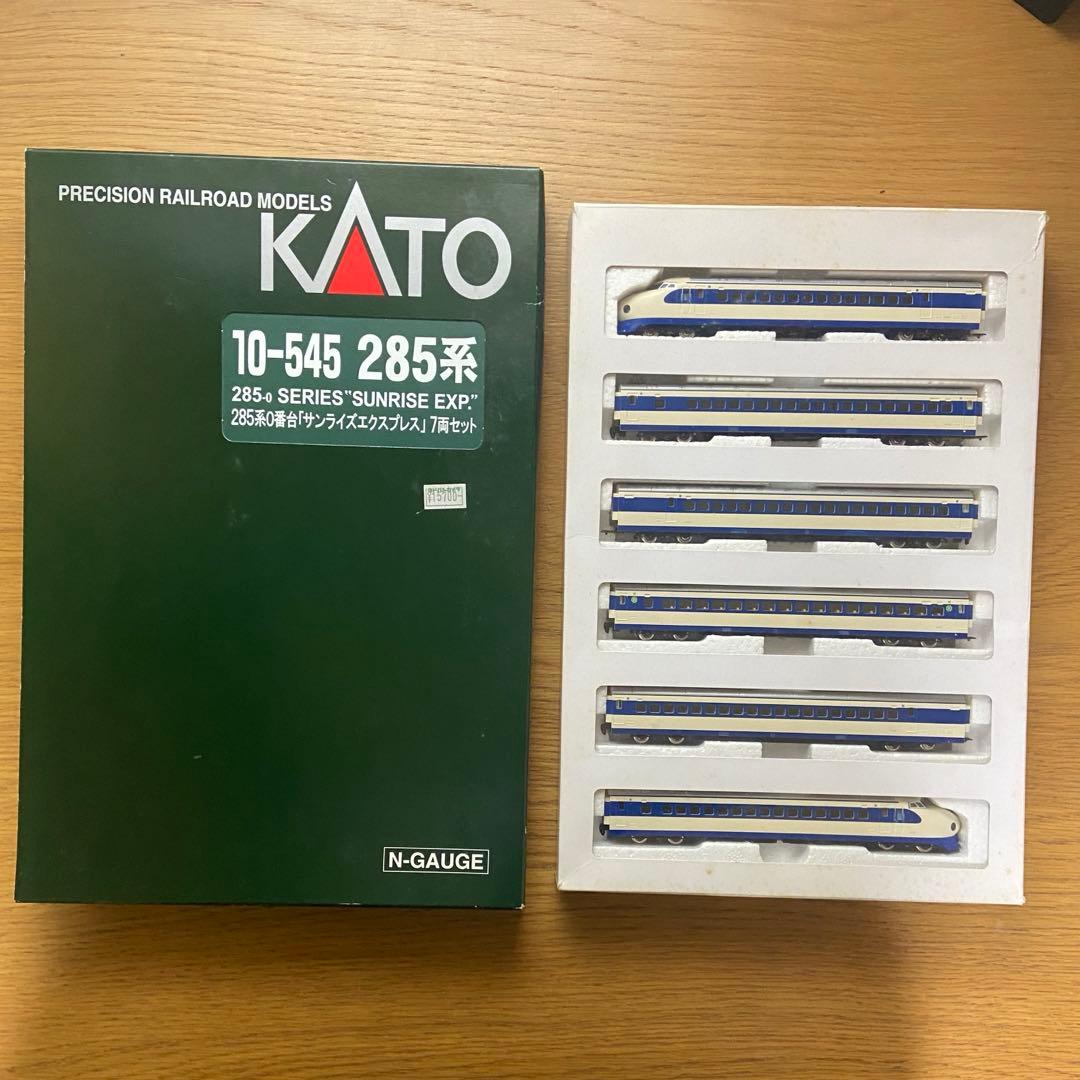 PRECISION RAILROAD MODELS
KATO
10-545 285系
285-0 SERIES "SUNRISE EXP."
285系0番台「サンライズエクスプレス」7両セット
¥15700
N-GAUGE